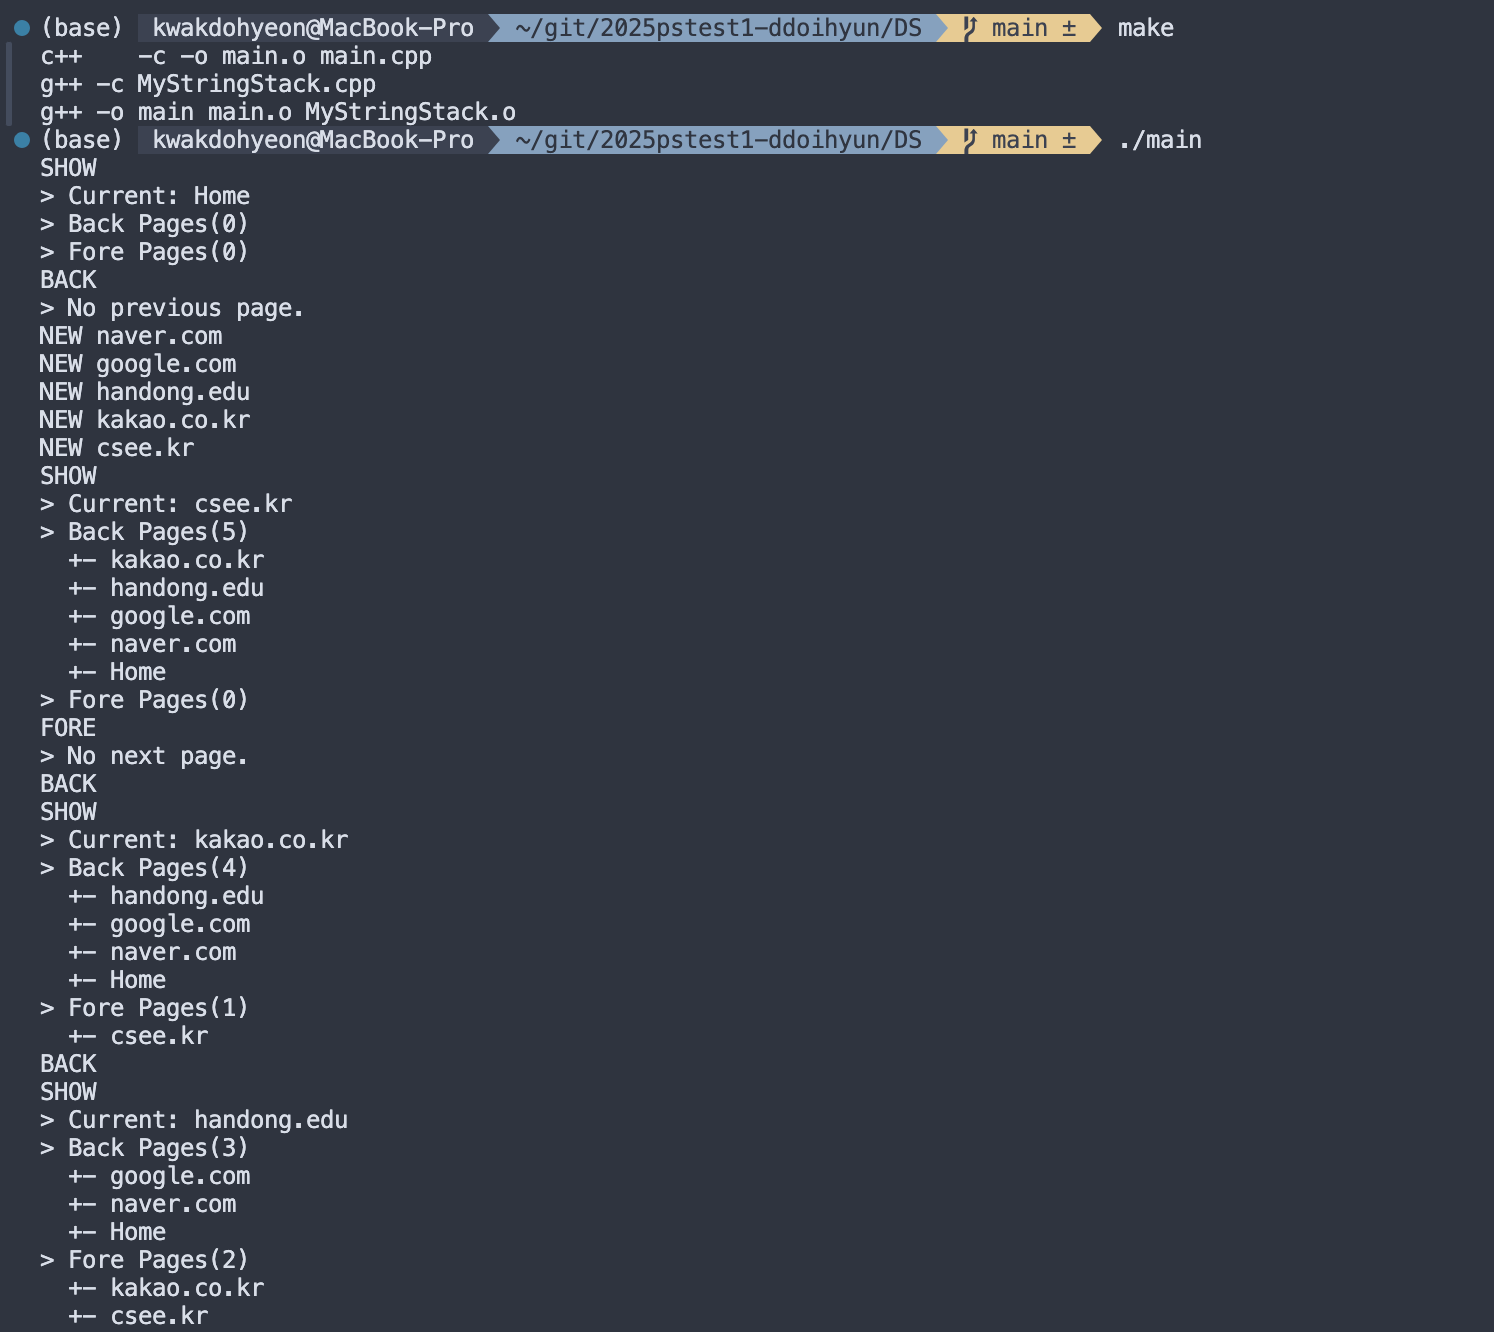 (base) kwakdohyeon@MacBook-Pro ~/git/2025pstest1-ddoihyun/DS main ± make
c++    -c -o main.o main.cpp
g++ -c MyStringStack.cpp
g++ -o main main.o MyStringStack.o
(base) kwakdohyeon@MacBook-Pro ~/git/2025pstest1-ddoihyun/DS main ± ./main
SHOW
> Current: Home
> Back Pages(0)
> Fore Pages(0)
BACK
> No previous page.
NEW naver.com
NEW google.com
NEW handong.edu
NEW kakao.co.kr
NEW csee.kr
SHOW
> Current: csee.kr
> Back Pages(5)
  +- kakao.co.kr
  +- handong.edu
  +- google.com
  +- naver.com
  +- Home
> Fore Pages(0)
FORE
> No next page.
BACK
SHOW
> Current: kakao.co.kr
> Back Pages(4)
  +- handong.edu
  +- google.com
  +- naver.com
  +- Home
> Fore Pages(1)
  +- csee.kr
BACK
SHOW
> Current: handong.edu
> Back Pages(3)
  +- google.com
  +- naver.com
  +- Home
> Fore Pages(2)
  +- kakao.co.kr
  +- csee.kr